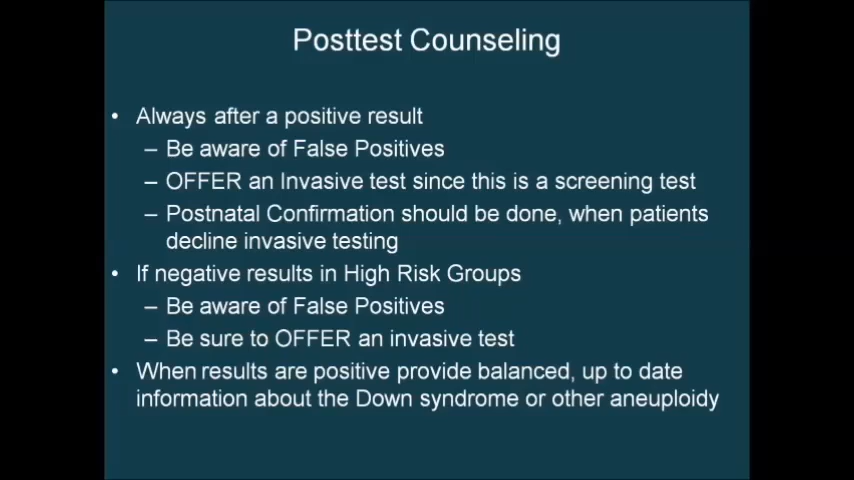 Posttest Counseling
• Always after a positive result
– Be aware of False Positives
– OFFER an Invasive test since this is a screening test
– Postnatal Confirmation should be done, when patients
decline invasive testing
• If negative results in High Risk Groups
– Be aware of False Positives
– Be sure to OFFER an invasive test
• When results are positive provide balanced, up to date
information about the Down syndrome or other aneuploidy